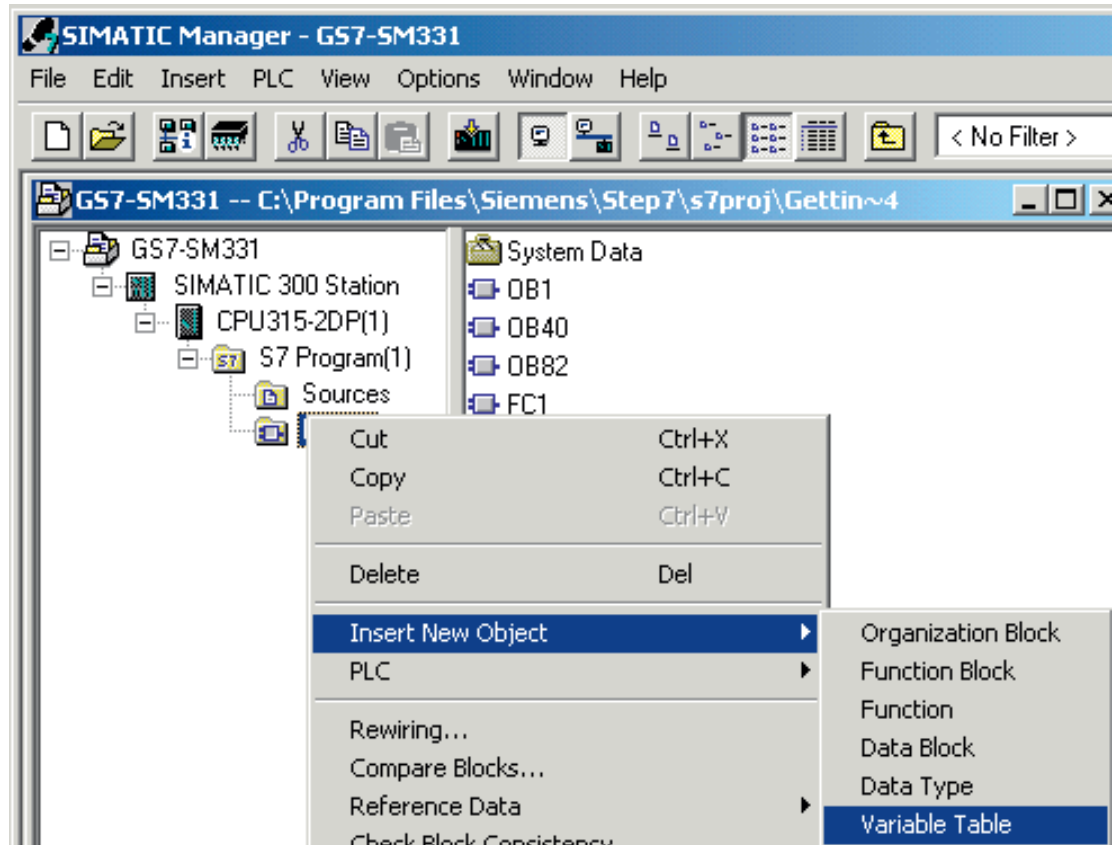 SIMATIC Manager - GS7-SM331
File Edit Insert PLC View Options Window Help
< No Filter >
GS7-SM331 -- C:\Program Files\Siemens\Step7\s7proj\Gettin~4
GS7-SM331
SIMATIC 300 Station
CPU315-2DP(1)
S7 Program(1)
Sources
System Data
OB1
OB40
OB82
FC1
Cut Ctrl+X
Copy Ctrl+C
Paste Ctrl+V
Delete Del
Insert New Object
PLC
Rewiring...
Compare Blocks...
Reference Data
Check Block Consistency
Organization Block
Function Block
Function
Data Block
Data Type
Variable Table